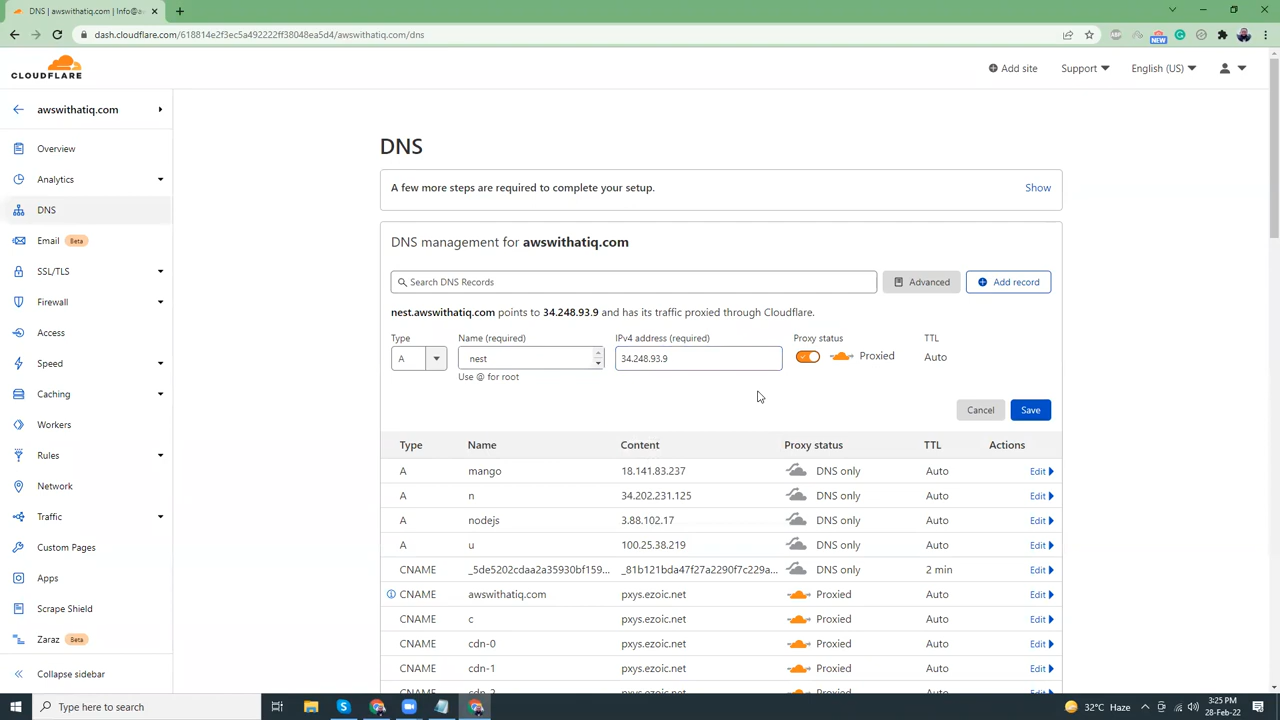 DNS | awswithatiq.com | Info@a
dash.cloudflare.com/618814e2f3ec5a492222ff38048ea5d4/awswithatiq.com/dns
NEW
CLOUDFLARE
Add site
Support
English (US)
awswithatiq.com
Overview
Analytics
DNS
Email Beta
SSL/TLS
Firewall
Access
Speed
Caching
Workers
Rules
Network
Traffic
Custom Pages
Apps
Scrape Shield
Zaraz Beta
Collapse sidebar
DNS
A few more steps are required to complete your setup. Show
DNS management for awswithatiq.com
Search DNS Records Advanced Add record
nest.awswithatiq.com points to 34.248.93.9 and has its traffic proxied through Cloudflare.
Type Name (required) IPv4 address (required) Proxy status TTL
A nest 34.248.93.9 Proxied Auto
Use @ for root
Cancel Save
Type Name Content Proxy status TTL Actions
A mango 18.141.83.237 DNS only Auto Edit
A n 34.202.231.125 DNS only Auto Edit
A nodejs 3.88.102.17 DNS only Auto Edit
A u 100.25.38.219 DNS only Auto Edit
CNAME _5de5202cdaa2a35930bf159... _81b121bda47f27a2290f7c229a... DNS only 2 min Edit
CNAME awswithatiq.com pxys.ezoic.net Proxied Auto Edit
CNAME c pxys.ezoic.net Proxied Auto Edit
CNAME cdn-0 pxys.ezoic.net Proxied Auto Edit
CNAME cdn-1 pxys.ezoic.net Proxied Auto Edit
CNAME cdn-2 pxys.ezoic.net Proxied Auto Edit
Type here to search
32°C Haze
3:25 PM
28-Feb-22